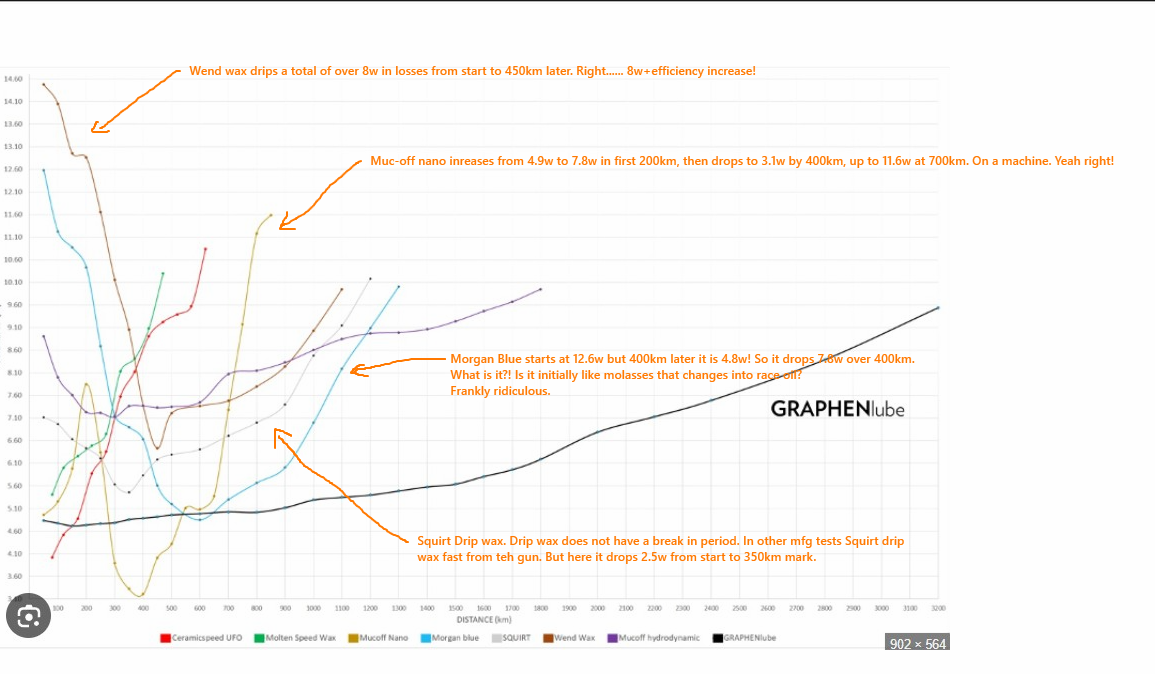 Wend wax drips a total of over 8w in losses from start to 450km later. Right...... 8w+efficiency increase!
14.60
14.10
13.60
13.10
Muc-off nano inreases from 4.9w to 7.8w in first 200km, then drops to 3.1w by 400km, up to 11.6w at 700km. On a machine. Yeah right!
12.60
12.10
11.60
11.10
10.60
10.10
9.60
9.10
8.60
Morgan Blue starts at 12.6w but 400km later it is 4.8w! So it drops 7.8w over 400km.
8.10
What is it?! Is it initially like molasses that changes into race oil?
Frankly ridiculous.
7.60
GRAPHENlube
7.10
6.60
6.10
5.60
5.10
4.60
Squirt Drip wax. Drip wax does not have a break in period. In other mfg tests Squirt drip
wax fast from teh gun. But here it drops 2.5w from start to 350km mark.
4.10
3.60
3.10
100 200 300 400 500 600 700 800 900 1000 1100 1200 1300 1400 1500 1600 1700 1800 1900 2000 2100 2200 2300 2400 2500 2600 2700 2800 2900 3000 3100 3200
DISTANCE (km)
Ceramicspeed UFO Molten Speed Wax Mucoff Nano Morgan blue SQUIRT Wend Wax Mucoff hydrodynamic GRAPHENlube
902 × 564